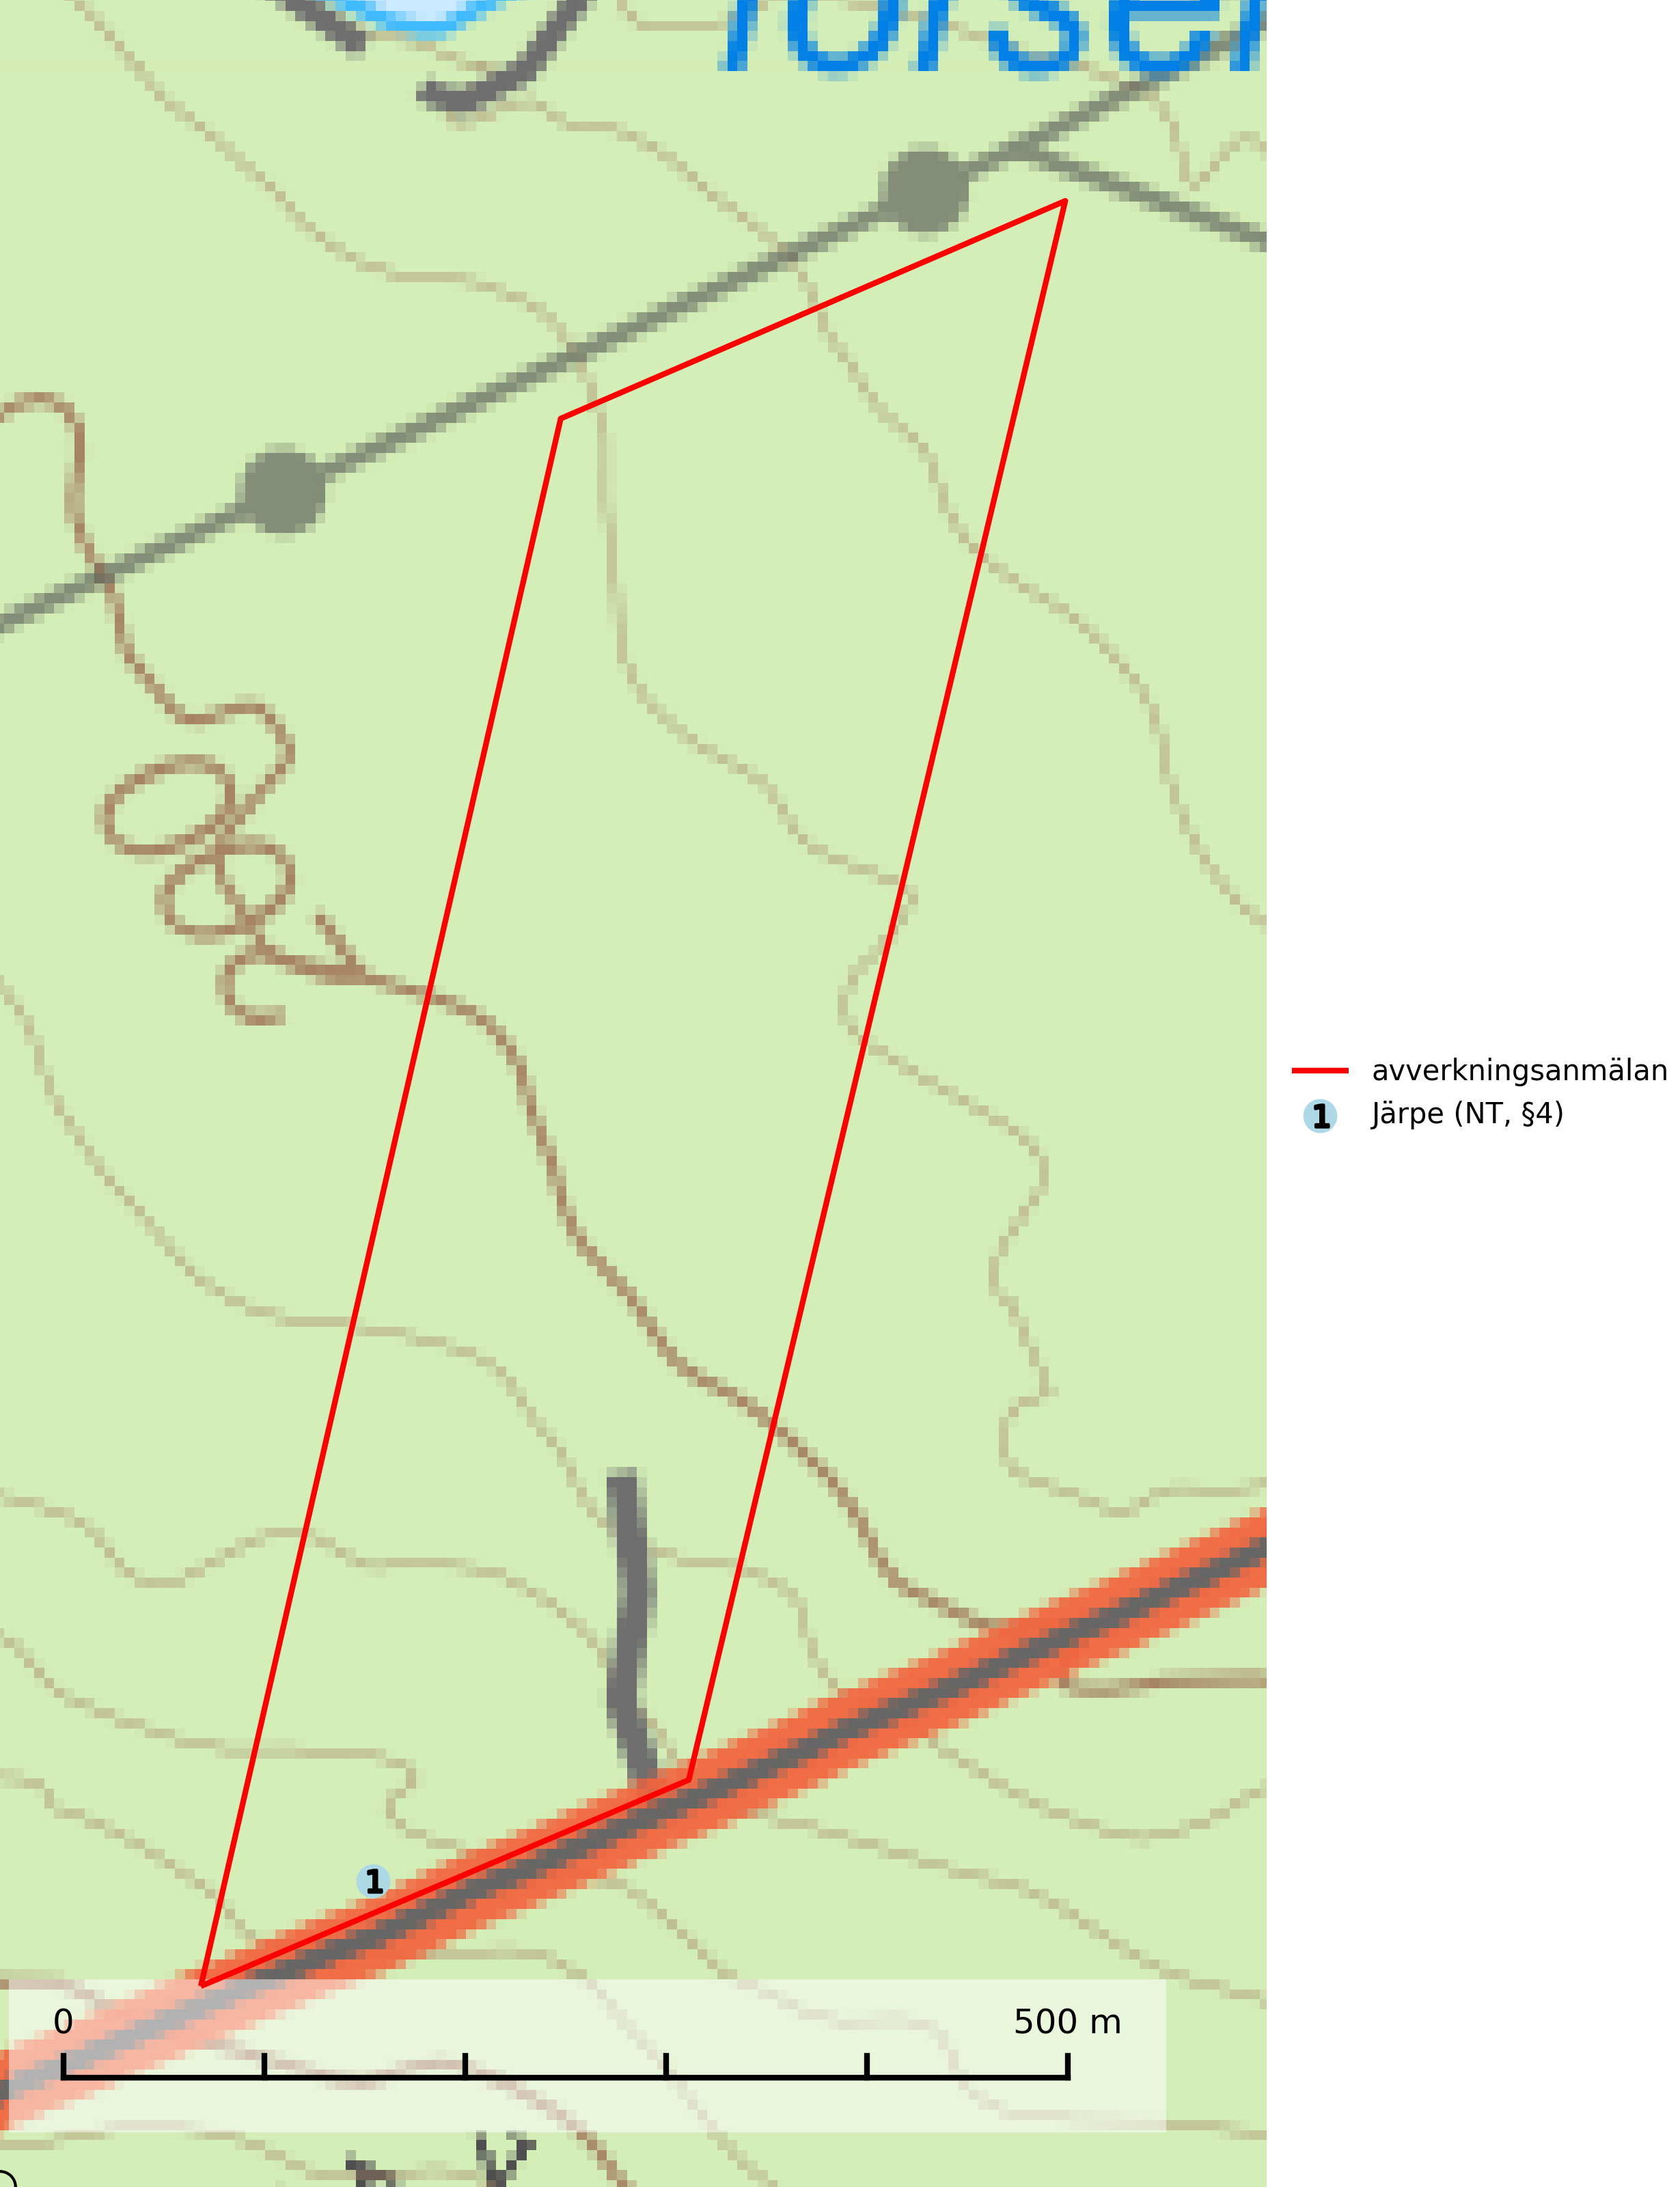 avverkningsanmälan
1 Järpe (NT, §4)
1
0 500 m